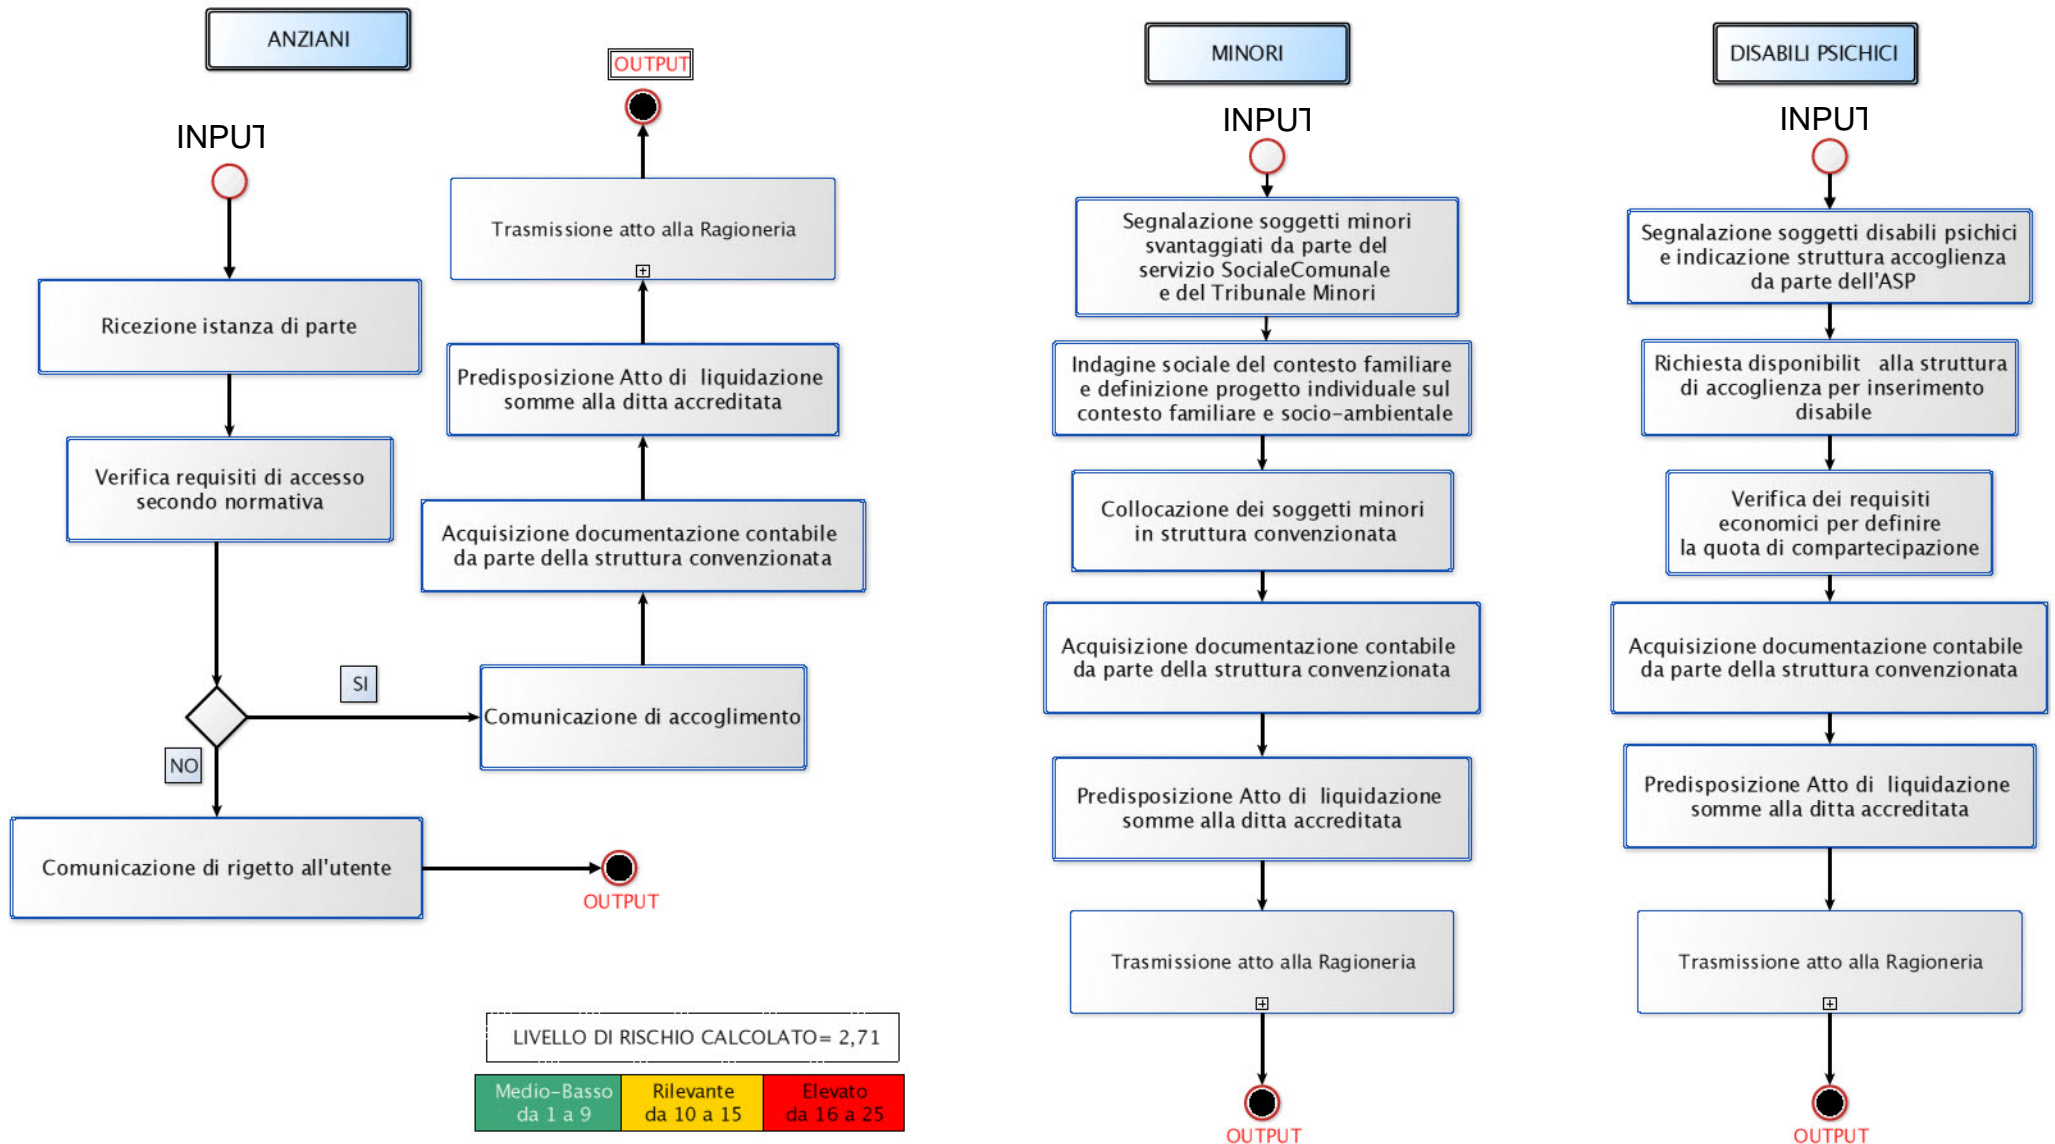 ANZIANI
INPUT
Ricezione istanza di parte
Verifica requisiti di accesso
secondo normativa
SI
NO
Comunicazione di rigetto all'utente
OUTPUT
Comunicazione di accoglimento
Acquisizione documentazione contabile
da parte della struttura convenzionata
Predisposizione Atto di liquidazione
somme alla ditta accreditata
Trasmissione atto alla Ragioneria
OUTPUT
LIVELLO DI RISCHIO CALCOLATO= 2,71
Medio-Basso
da 1 a 9
Rilevante
da 10 a 15
Elevato
da 16 a 25
MINORI
INPUT
Segnalazione soggetti minori
svantaggiati da parte del
servizio SocialeComunale
e del Tribunale Minori
Indagine sociale del contesto familiare
e definizione progetto individuale sul
contesto familiare e socio-ambientale
Collocazione dei soggetti minori
in struttura convenzionata
Acquisizione documentazione contabile
da parte della struttura convenzionata
Predisposizione Atto di liquidazione
somme alla ditta accreditata
Trasmissione atto alla Ragioneria
OUTPUT
DISABILI PSICHICI
INPUT
Segnalazione soggetti disabili psichici
e indicazione struttura accoglienza
da parte dell'ASP
Richiesta disponibilit alla struttura
di accoglienza per inserimento
disabile
Verifica dei requisiti
economici per definire
la quota di compartecipazione
Acquisizione documentazione contabile
da parte della struttura convenzionata
Predisposizione Atto di liquidazione
somme alla ditta accreditata
Trasmissione atto alla Ragioneria
OUTPUT